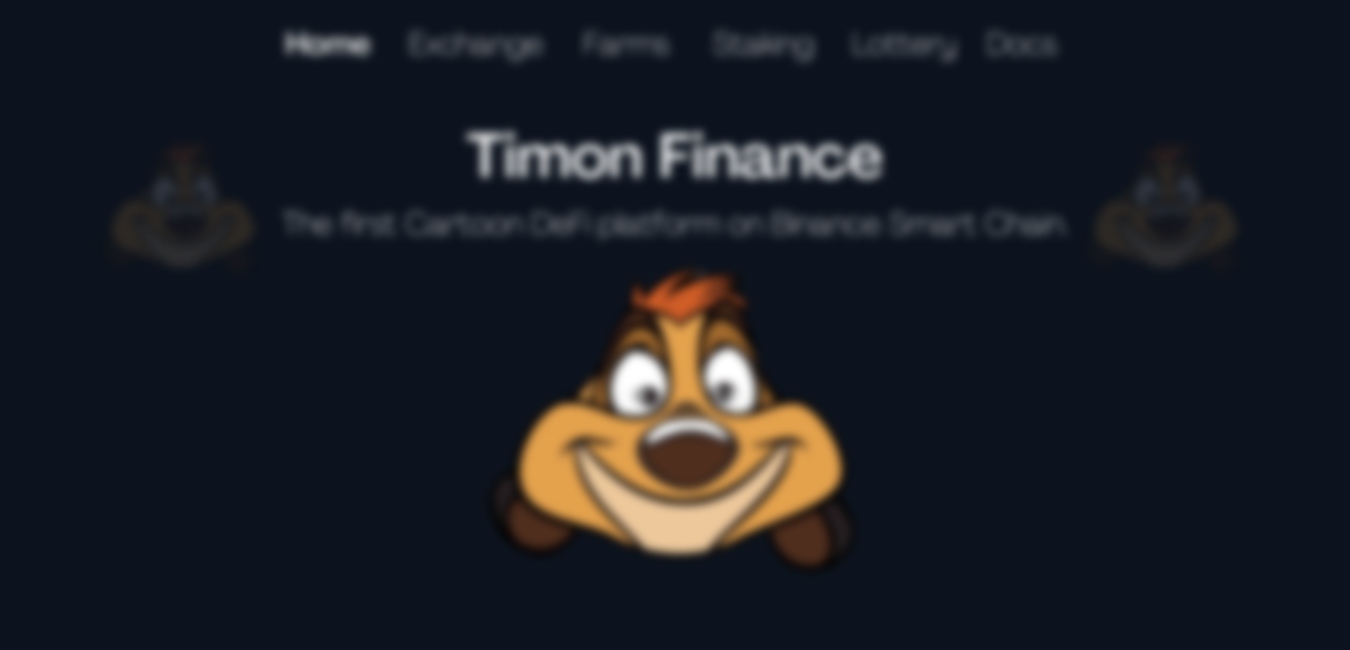 Home Exchange Farms Staking Lottery Docs
Timon Finance
The first Cartoon DeFi platform on Binance Smart Chain.